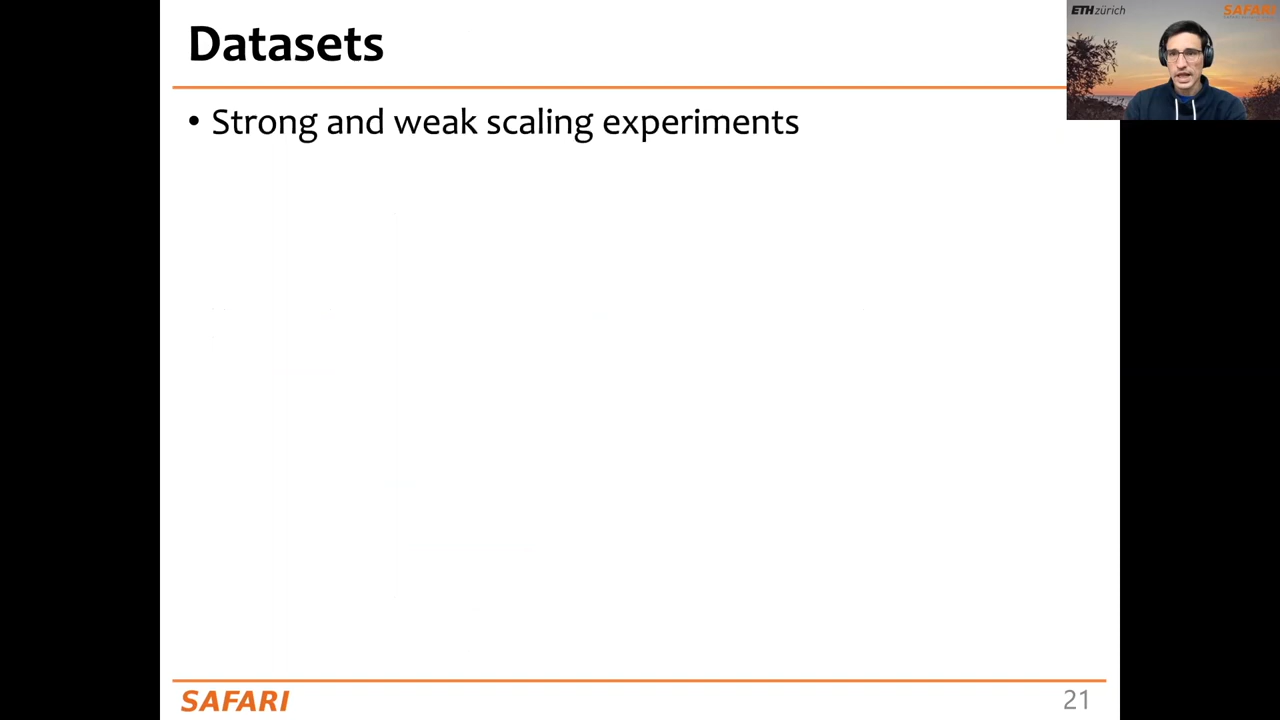 Datasets
ETH zürich
SAFARI
• Strong and weak scaling experiments
SAFARI
21